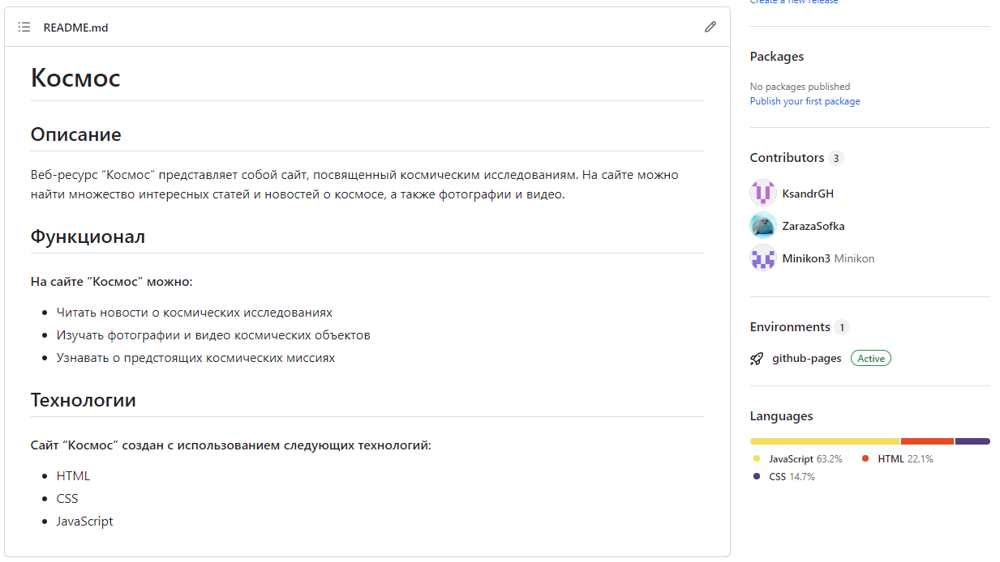 README.md
Космос
Описание
Веб-ресурс “Космос” представляет собой сайт, посвященный космическим исследованиям. На сайте можно
найти множество интересных статей и новостей о космосе, а также фотографии и видео.
Функционал
На сайте “Космос” можно:
Читать новости о космических исследованиях
Изучать фотографии и видео космических объектов
Узнавать о предстоящих космических миссиях
Технологии
Сайт “Космос” создан с использованием следующих технологий:
HTML
CSS
JavaScript
Create a new release
Packages
No packages published
Publish your first package
Contributors 3
KsandrGH
ZarazaSofka
Minikon3 Minikon
Environments 1
github-pages Active
Languages
JavaScript 63.2% HTML 22.1%
CSS 14.7%